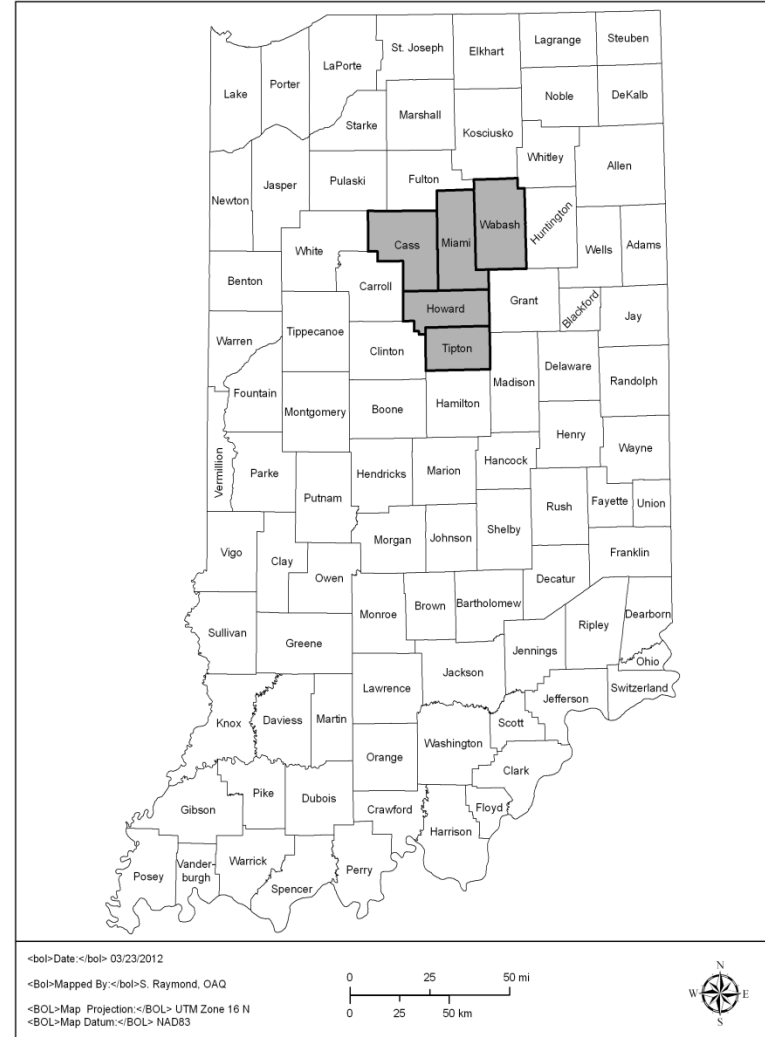 St. Joseph
Elkhart
Lagrange
Steuben
LaPorte
Lake
Porter
Noble
DeKalb
Starke
Marshall
Kosciusko
Whitley
Allen
Newton
Jasper
Pulaski
Fulton
Wabash
Huntington
White
Cass
Miami
Wells
Adams
Benton
Carroll
Howard
Grant
Blackford
Jay
Warren
Tippecanoe
Clinton
Tipton
Madison
Delaware
Randolph
Fountain
Montgomery
Boone
Hamilton
Henry
Wayne
Vermillion
Parke
Putnam
Hendricks
Marion
Hancock
Rush
Fayette
Union
Vigo
Clay
Owen
Morgan
Johnson
Shelby
Franklin
Decatur
Sullivan
Greene
Monroe
Brown
Bartholomew
Jennings
Ripley
Dearborn
Ohio
Switzerland
Knox
Daviess
Martin
Lawrence
Jackson
Jefferson
Scott
Orange
Washington
Clark
Gibson
Pike
Dubois
Crawford
Floyd
Harrison
Posey
Vander-
burgh
Warrick
Spencer
Perry
<bol>Date:</bol> 03/23/2012
<Bol>Mapped By:</bol>S. Raymond, OAQ
<BOL>Map Projection:</BOL> UTM Zone 16 N
<BOL>Map Datum:</BOL> NAD83
0 25 50 mi
0 25 50 km
N
W E
S